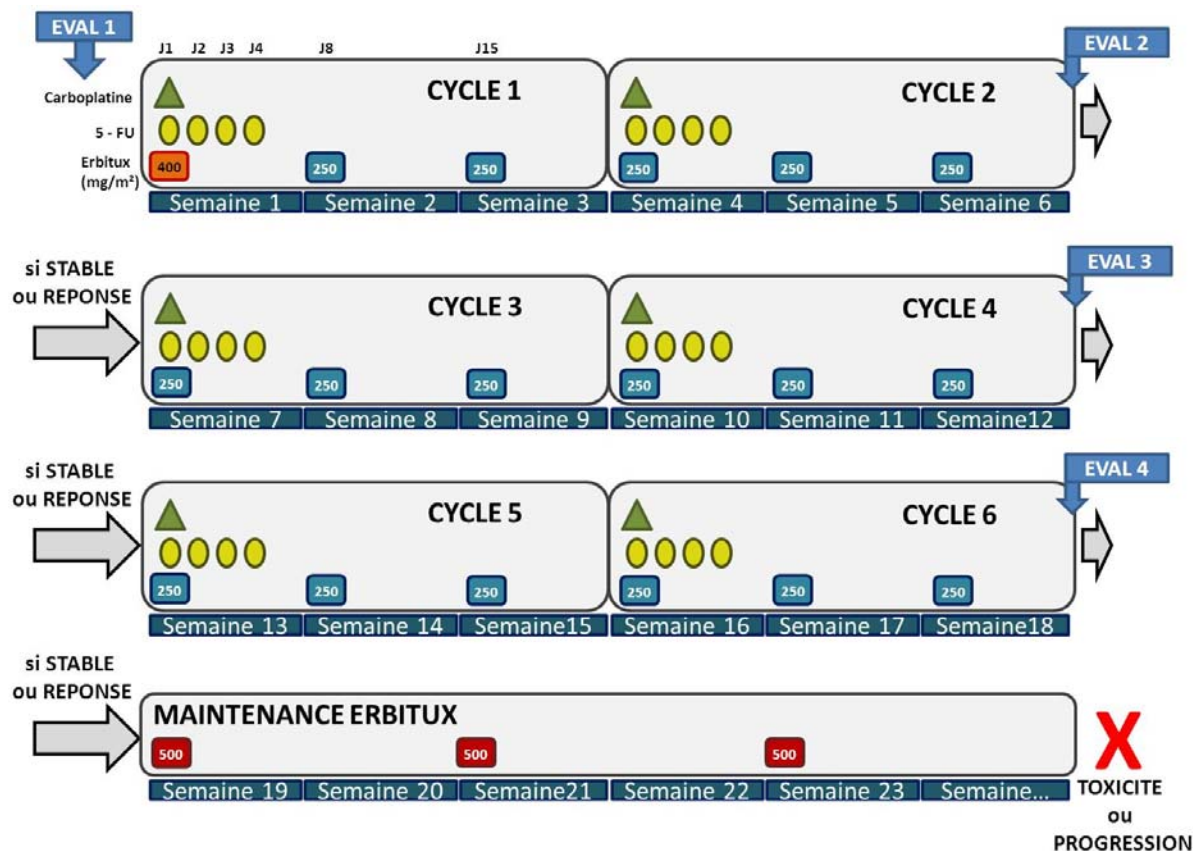 EVAL 1
J1 J2 J3 J4 J8 J15
EVAL 2
CYCLE 1 CYCLE 2
Carboplatine
5 - FU
Erbitux
(mg/m²)
400 250 250 250 250 250
Semaine 1 Semaine 2 Semaine 3 Semaine 4 Semaine 5 Semaine 6
EVAL 3
si STABLE
ou REPONSE
CYCLE 3 CYCLE 4
250 250 250 250 250 250
Semaine 7 Semaine 8 Semaine 9 Semaine 10 Semaine 11 Semaine12
EVAL 4
si STABLE
ou REPONSE
CYCLE 5 CYCLE 6
250 250 250 250 250 250
Semaine 13 Semaine 14 Semaine15 Semaine 16 Semaine 17 Semaine18
si STABLE
ou REPONSE
MAINTENANCE ERBITUX
500 500 500
X
Semaine 19 Semaine 20 Semaine21 Semaine 22 Semaine 23 Semaine...
TOXICITE
ou
PROGRESSION